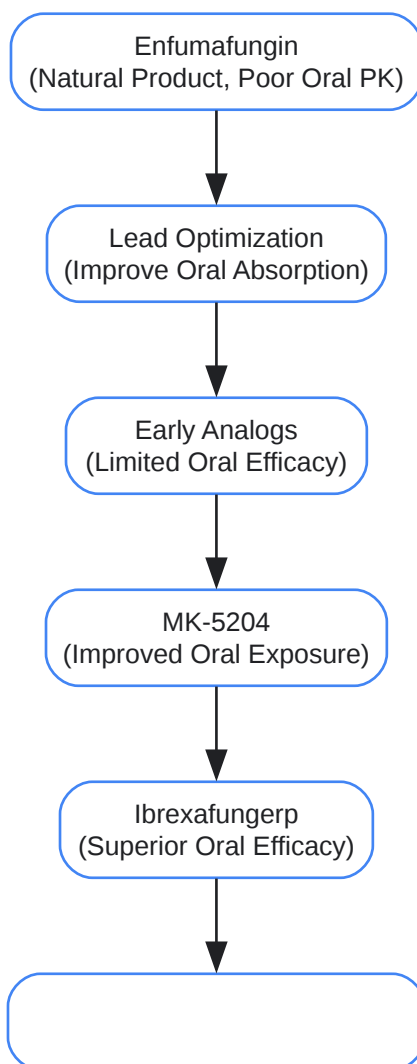 Enfumafungin
(Natural Product, Poor Oral PK)
Lead Optimization
(Improve Oral Absorption)
Early Analogs
(Limited Oral Efficacy)
MK-5204
(Improved Oral Exposure)
Ibrexafungerp
(Superior Oral Efficacy)